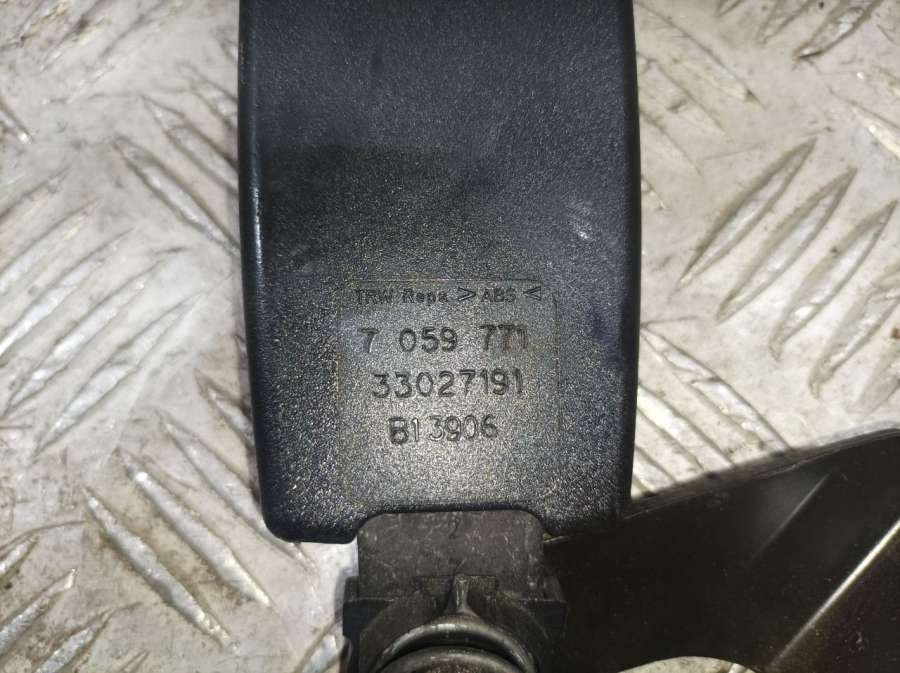 TRW Repa >ABS<
7 059 771
33027191
B13906